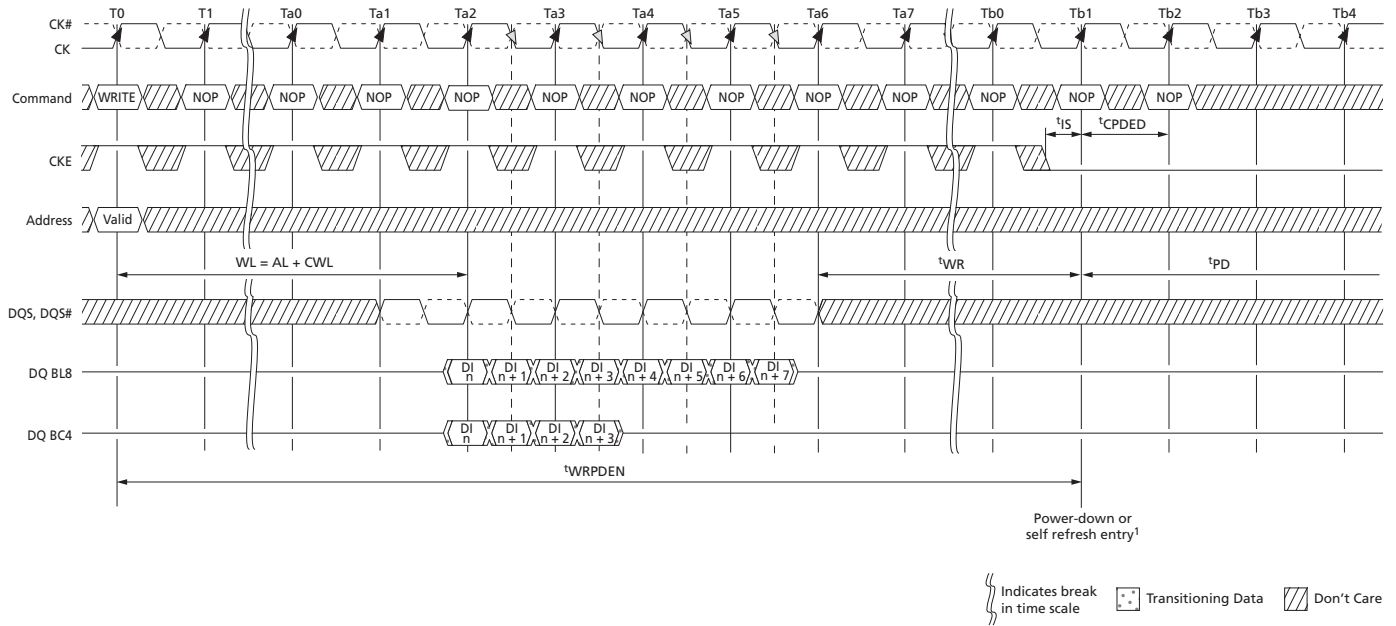 T0 T1 Ta0 Ta1 Ta2 Ta3 Ta4 Ta5 Ta6 Ta7 Tb0 Tb1 Tb2 Tb3 Tb4
CK#
CK
Command WRITE NOP NOP NOP NOP NOP NOP NOP NOP NOP NOP NOP NOP
tIS tCPDED
CKE
Address Valid
WL = AL + CWL tWR tPD
DQS, DQS#
DQ BL8 DI n DI n + 1 DI n + 2 DI n + 3 DI n + 4 DI n + 5 DI n + 6 DI n + 7
DQ BC4 DI n DI n + 1 DI n + 2 DI n + 3
tWRPDEN
Power-down or
self refresh entry1
Indicates break
in time scale
Transitioning Data
Don't Care